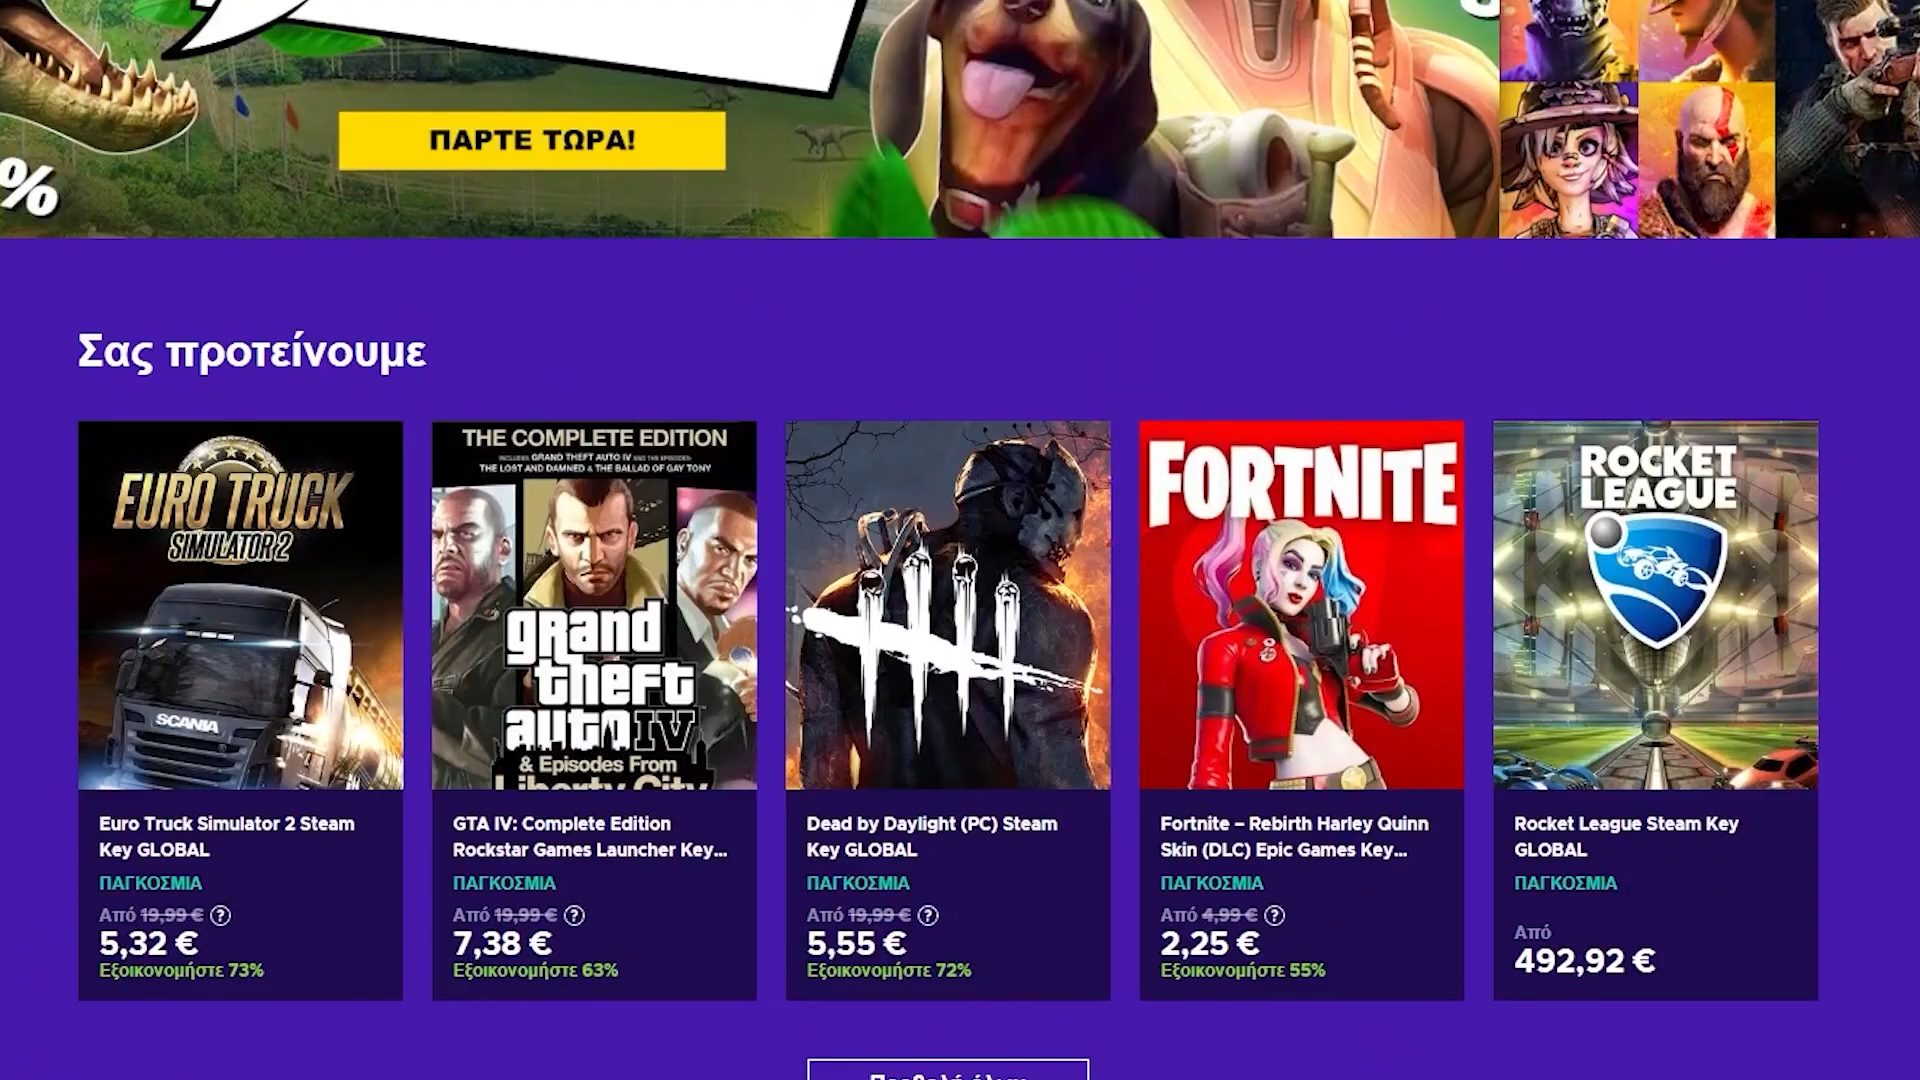 %
ΠΑΡΤΕ ΤΩΡΑ!
Σας προτείνουμε
EURO TRUCK
SIMULATOR 2
SCANIA
Euro Truck Simulator 2 Steam
Key GLOBAL
ΠΑΓΚΟΣΜΙΑ
Από 19,99 € ?
5,32 €
Εξοικονομήστε 73%
THE COMPLETE EDITION
INCLUDES GRAND THEFT AUTO IV AND THE EPISODES:
THE LOST AND DAMNED & THE BALLAD OF GAY TONY
grand
theft
auto IV
& Episodes From
Liberty City
GTA IV: Complete Edition
Rockstar Games Launcher Key...
ΠΑΓΚΟΣΜΙΑ
Από 19,99 € ?
7,38 €
Εξοικονομήστε 63%
Dead by Daylight (PC) Steam
Key GLOBAL
ΠΑΓΚΟΣΜΙΑ
Από 19,99 € ?
5,55 €
Εξοικονομήστε 72%
FORTNITE
Fortnite – Rebirth Harley Quinn
Skin (DLC) Epic Games Key...
ΠΑΓΚΟΣΜΙΑ
Από 4,99 € ?
2,25 €
Εξοικονομήστε 55%
ROCKET
LEAGUE
Rocket League Steam Key
GLOBAL
ΠΑΓΚΟΣΜΙΑ
Από
492,92 €